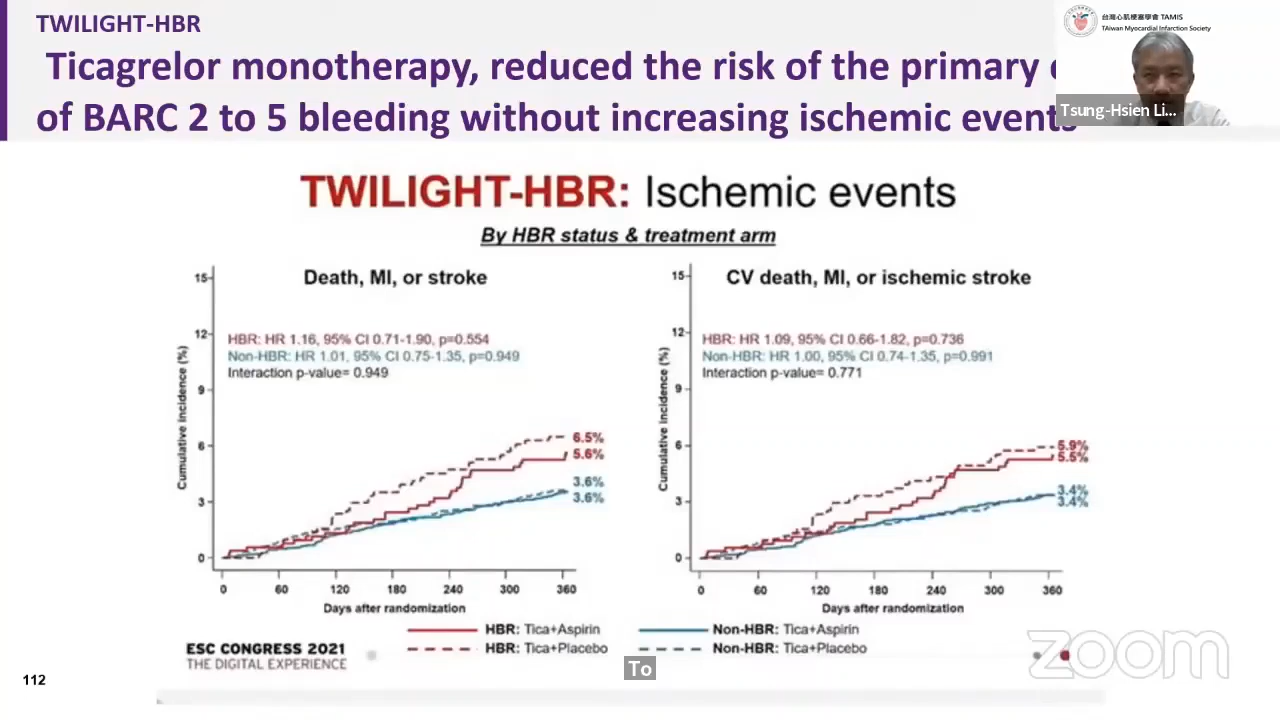 TWILIGHT-HBR
Ticagrelor monotherapy, reduced the risk of the primary
of BARC 2 to 5 bleeding without increasing ischemic events
台灣心肌梗塞學會 TAMIS
TAiwan Myocardial Infarction Society
Tsung-Hsien Li...
TWILIGHT-HBR: Ischemic events
By HBR status & treatment arm
Death, MI, or stroke
HBR: HR 1.16, 95% CI 0.71-1.90, p=0.554
Non-HBR: HR 1.01, 95% CI 0.75-1.35, p=0.949
Interaction p-value= 0.949
Cumulative incidence (%)
15
12
9
6
3
0
6.5%
5.6%
3.6%
3.6%
0 60 120 180 240 300 360
Days after randomization
CV death, MI, or ischemic stroke
HBR: HR 1.09, 95% CI 0.66-1.82, p=0.736
Non-HBR: HR 1.00, 95% CI 0.74-1.35, p=0.991
Interaction p-value= 0.771
Cumulative incidence (%)
15
12
9
6
3
0
5.9%
5.5%
3.4%
3.4%
0 60 120 180 240 300 360
Days after randomization
HBR: Tica+Aspirin
Non-HBR: Tica+Aspirin
HBR: Tica+Placebo
Non-HBR: Tica+Placebo
ESC CONGRESS 2021
THE DIGITAL EXPERIENCE
To
zoom
112